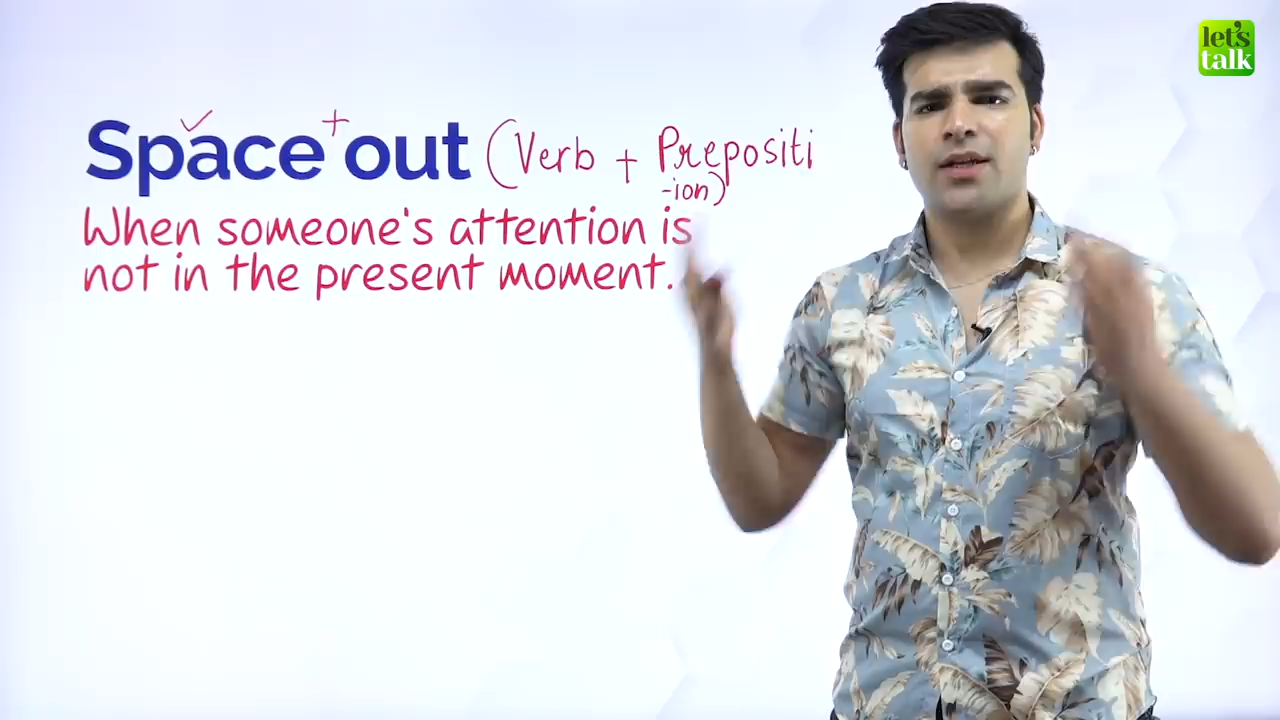 let's
talk
Space + out (Verb + Prepositi
-ion)
When someone's attention is
not in the present moment.